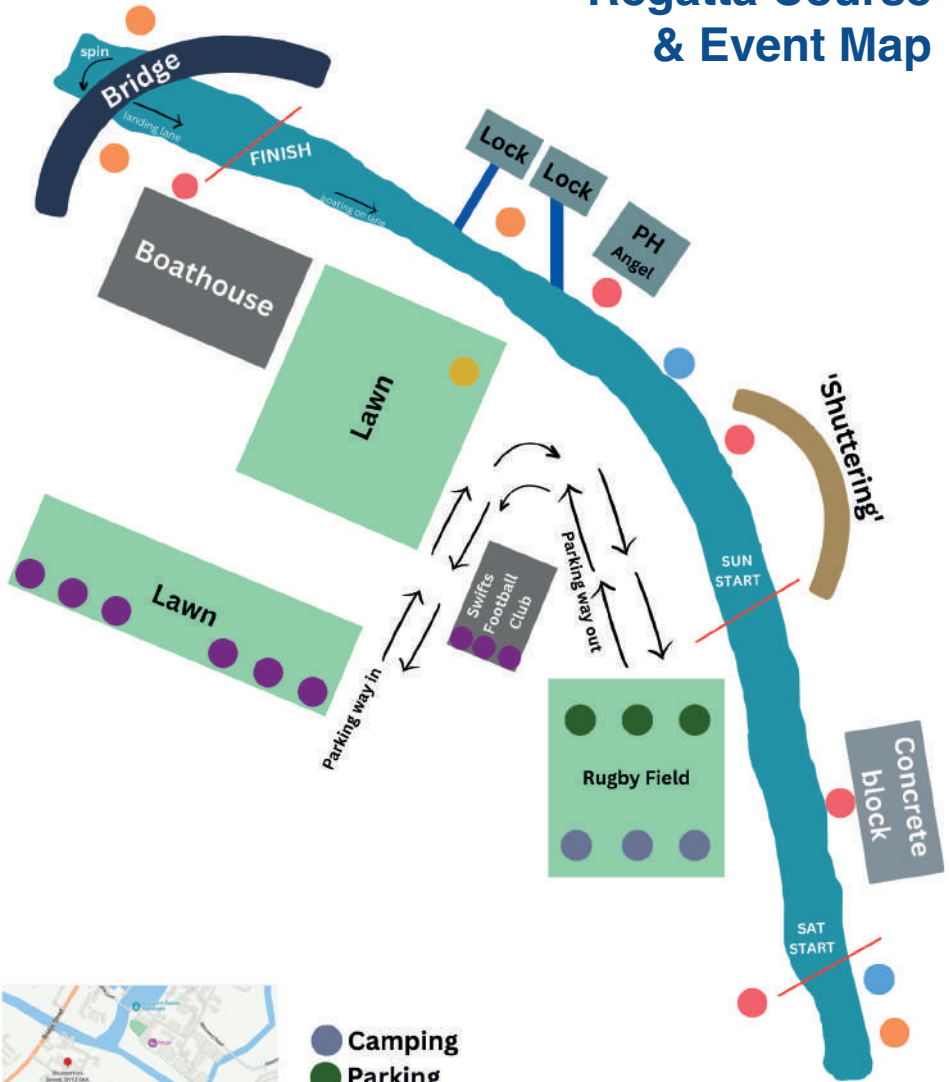 Regatta Course
& Event Map
spin
Bridge
landing lane
FINISH
boating on lane
Lock
Lock
PH
Angel
Boathouse
Lawn
'Shuttering'
SUN
START
Lawn
Swifts
Football
Club
Parking way out
Parking way in
Rugby Field
Concrete
block
SAT
START
Bridge Street
Camping
Parking